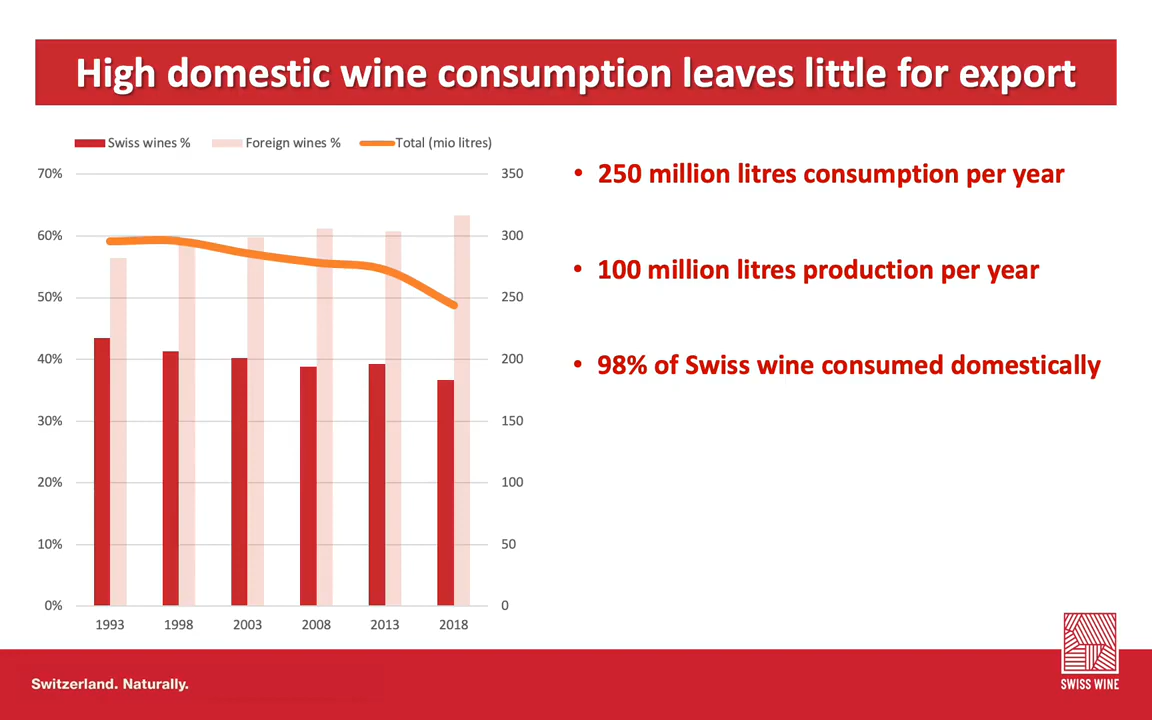 High domestic wine consumption leaves little for export
Swiss wines % Foreign wines % Total (mio litres)
70% 350
60% 300
50% 250
40% 200
30% 150
20% 100
10% 50
0% 0
1993 1998 2003 2008 2013 2018
• 250 million litres consumption per year
• 100 million litres production per year
• 98% of Swiss wine consumed domestically
Switzerland. Naturally.
SWISS WINE